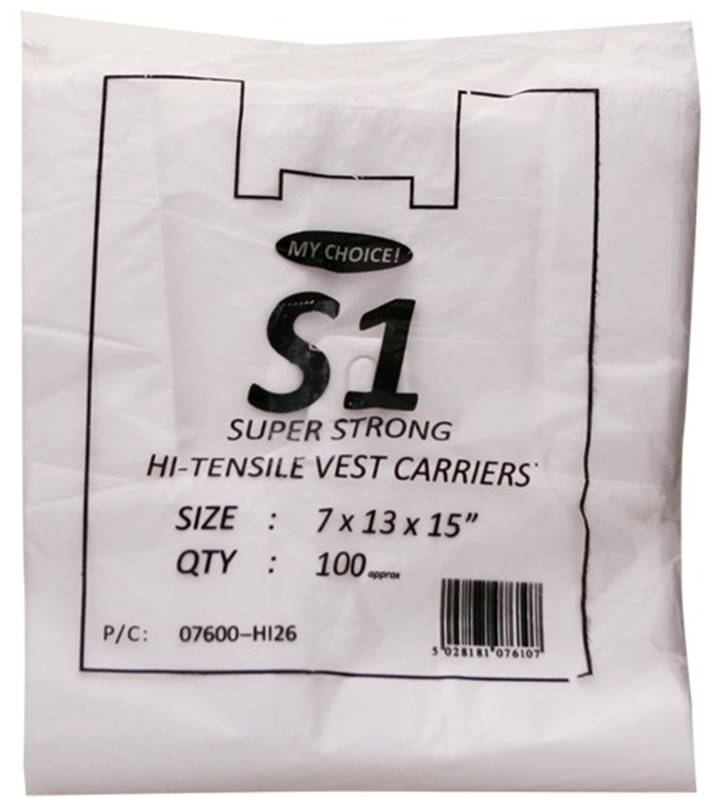 MY CHOICE!
S1
SUPER STRONG
HI-TENSILE VEST CARRIERS
SIZE : 7 x 13 x 15"
QTY : 100 approx
P/C: 07600-HI26
5 028181 076107